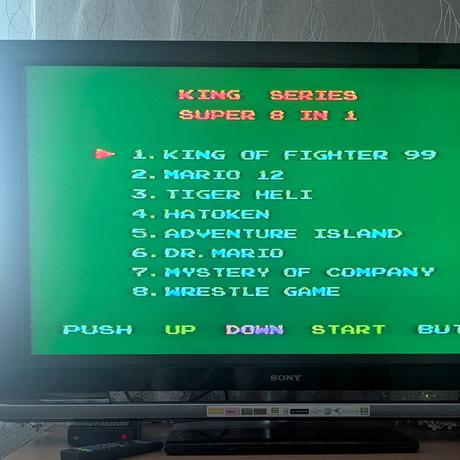 KING SERIES
SUPER 8 IN 1
1. KING OF FIGHTER 99
2. MARIO 12
3. TIGER HELI
4. HATOKEN
5. ADVENTURE ISLAND
6. DR. MARIO
7. MYSTERY OF COMPANY
8. WRESTLE GAME
PUSH UP DOWN START BUT
SONY